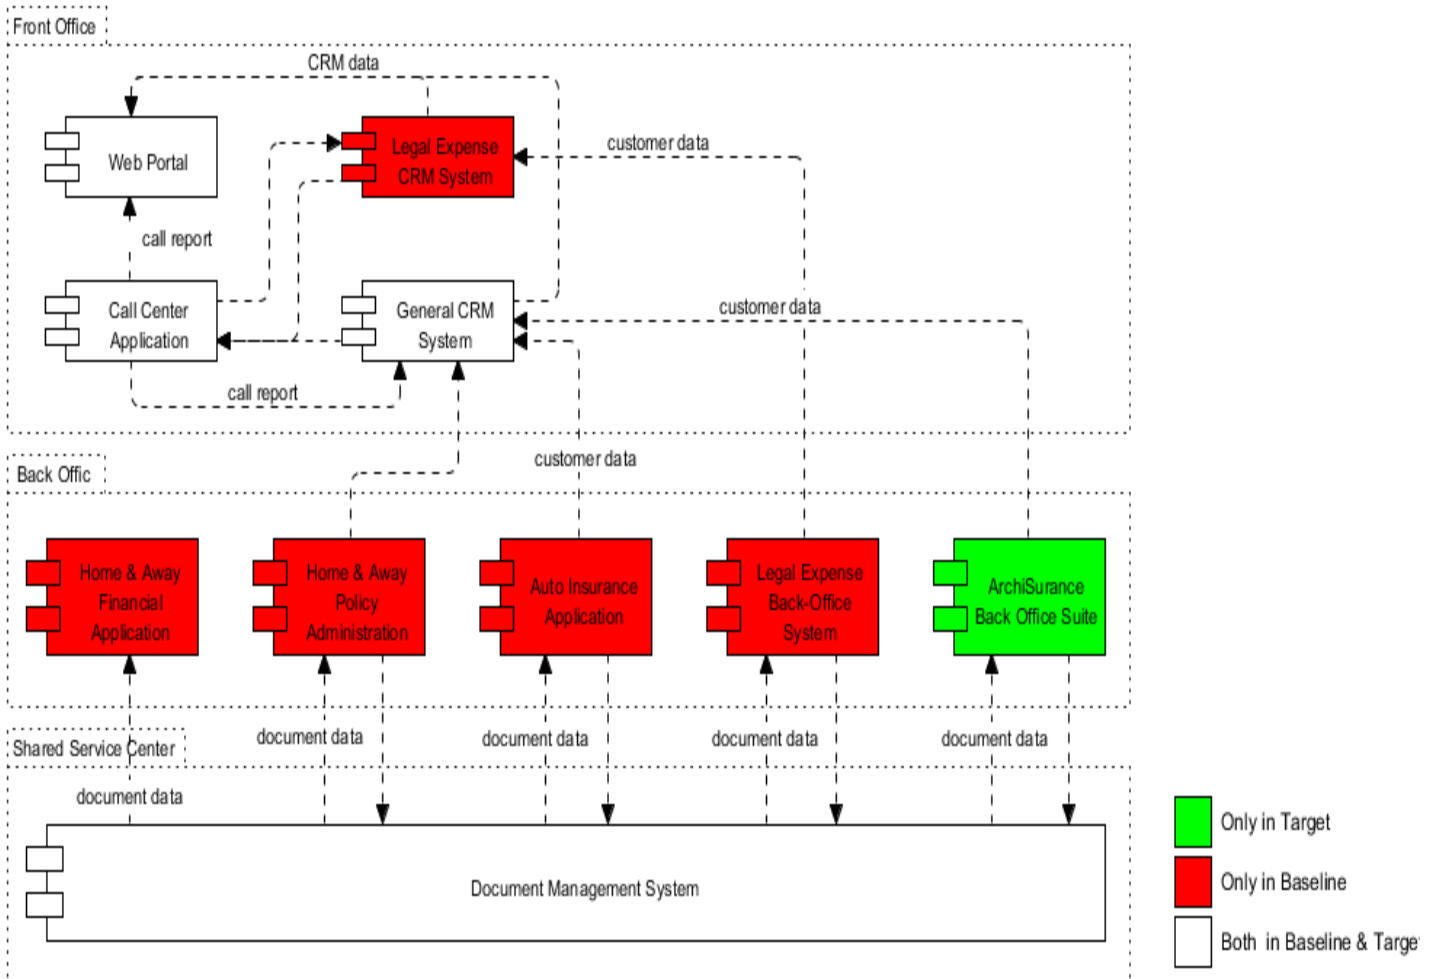 Front Office
CRM data
Web Portal
Legal Expense
CRM System
customer data
call report
Call Center
Application
General CRM
System
customer data
call report
customer data
Back Offic
Home & Away
Financial
Application
Home & Away
Policy
Administration
Auto Insurance
Application
Legal Expense
Back-Office
System
ArchiSurance
Back Office Suite
Shared Service Center
document data
document data
document data
document data
document data
Document Management System
Only in Target
Only in Baseline
Both in Baseline & Targe